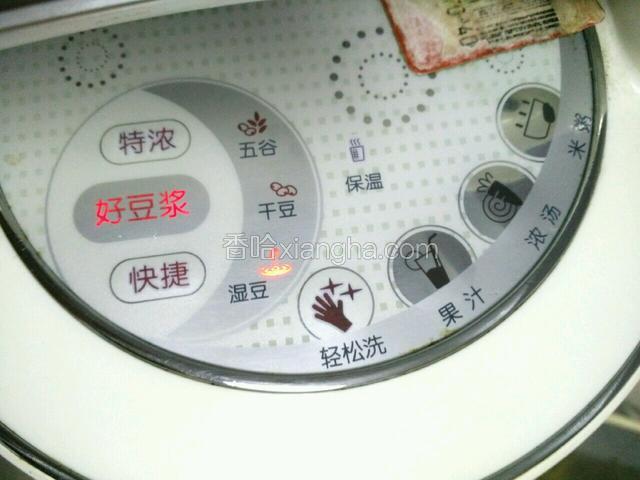 特浓
好豆浆
快捷
五谷
干豆
湿豆
保温
轻松洗
果汁
浓汤
米粥
香哈xiangha.com